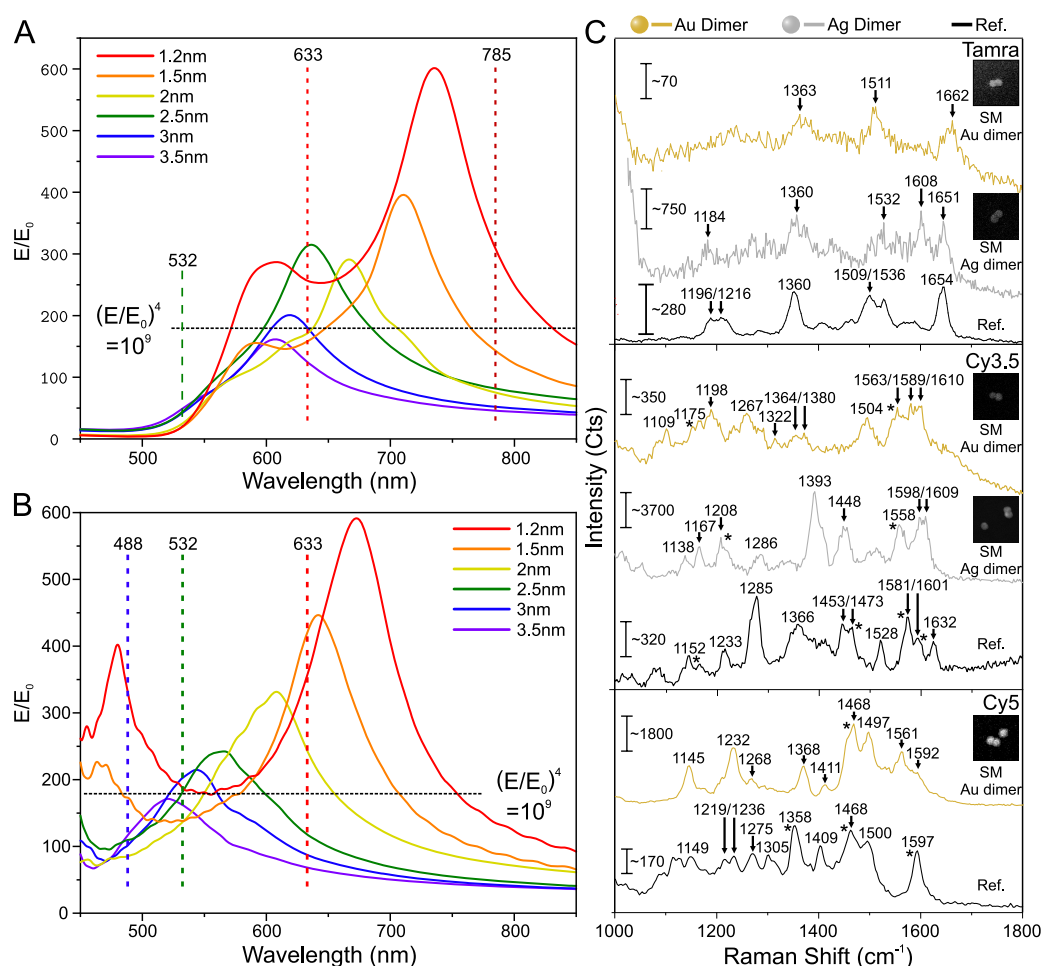 A
600
500
400
300
200
100
0
E/E0
1.2nm
1.5nm
2nm
2.5nm
3nm
3.5nm
532
633
785
(E/E0)4
=109
500
600
700
800
Wavelength (nm)
B
600
500
400
300
200
100
0
E/E0
488
532
633
1.2nm
1.5nm
2nm
2.5nm
3nm
3.5nm
(E/E0)4
=109
500
600
700
800
Wavelength (nm)
C
Au Dimer Ag Dimer Ref.
Intensity (Cts)
Tamra
~70
1363
1511
1662
SM
Au dimer
~750
1184
1360
1532
1608
1651
SM
Ag dimer
~280
1196/1216
1360
1509/1536
1654
Ref.
Cy3.5
~350
1109
1175
*
1198
1267
1322
1364/1380
1504
*
1563/1589/1610
SM
Au dimer
~3700
1138
1167
1208
*
1286
1393
1448
1558
*
1598/1609
SM
Ag dimer
~320
1152
*
1233
1285
1366
1453/1473
*
1528
*
1581/1601
*
1632
Ref.
Cy5
~1800
1145
1232
1268
1368
1411
1468
*
1497
1561
1592
SM
Au dimer
~170
1149
1219/1236
1275
1305
1358
*
1409
1468
*
1500
1597
*
Ref.
1000 1200 1400 1600 1800
Raman Shift (cm-1)